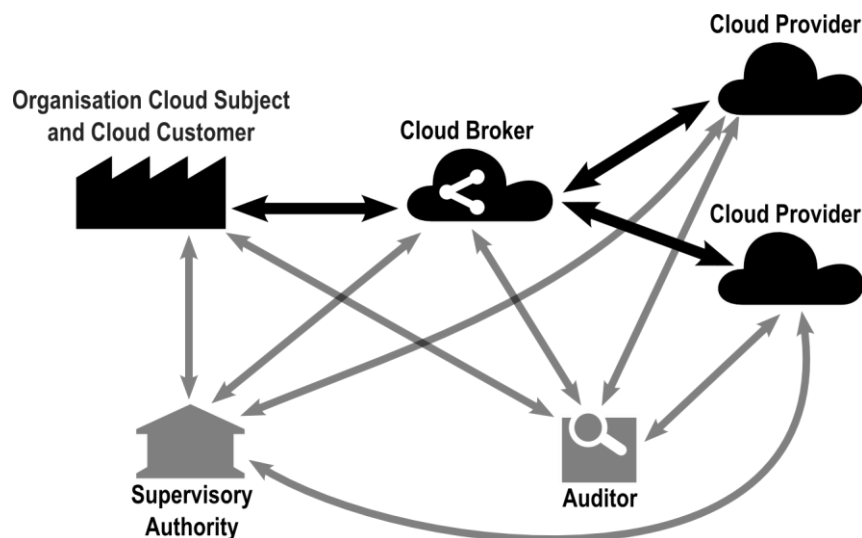 Cloud Provider
Organisation Cloud Subject
and Cloud Customer
Cloud Broker
Cloud Provider
Supervisory
Authority
Auditor